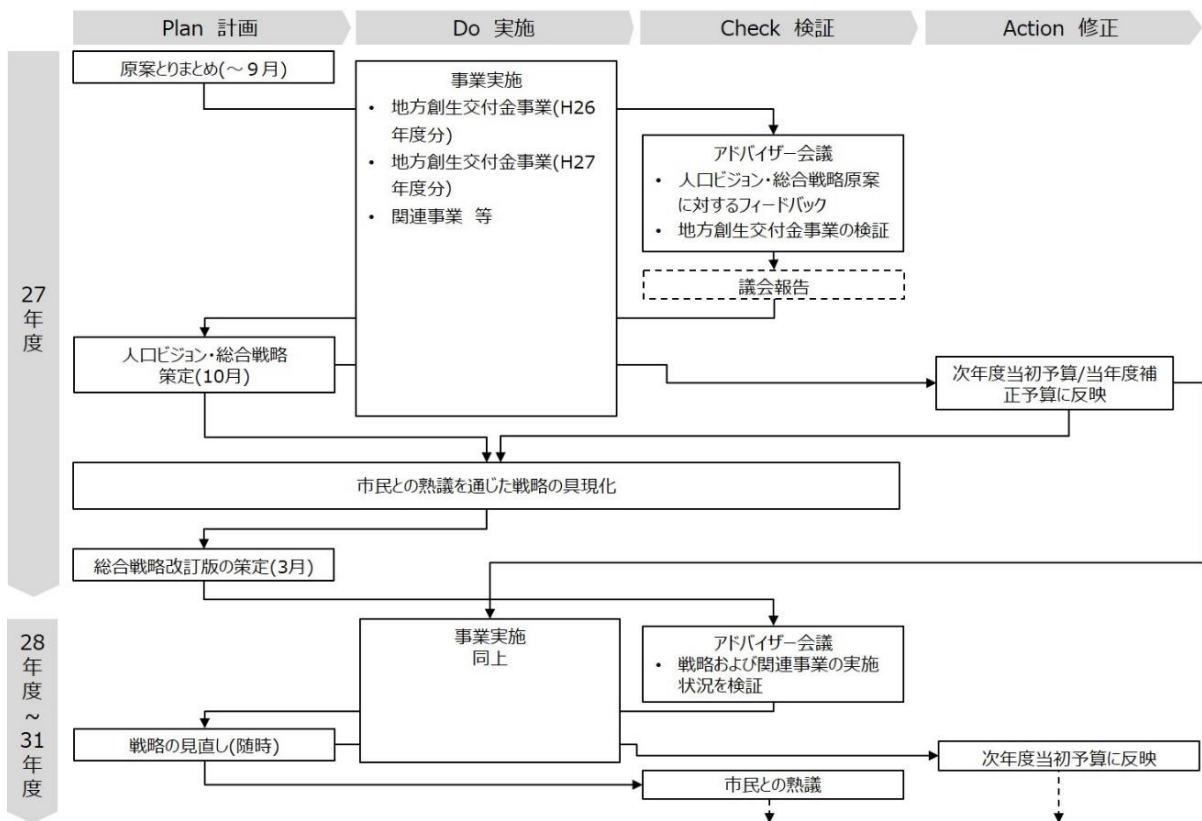 Plan 計画
Do 実施
Check 検証
Action 修正
27
年
度
原案とりまとめ(～９月)
事業実施
• 地方創生交付金事業(H26
年度分)
• 地方創生交付金事業(H27
年度分)
• 関連事業 等
アドバイザー会議
• 人口ビジョン・総合戦略原案
に対するフィードバック
• 地方創生交付金事業の検証
議会報告
人口ビジョン・総合戦略
策定(10月)
次年度当初予算/当年度補
正予算に反映
市民との熟議を通じた戦略の具現化
総合戦略改訂版の策定(3月)
28
年
度
～
31
年
度
事業実施
同上
アドバイザー会議
• 戦略および関連事業の実施
状況を検証
戦略の見直し(随時)
次年度当初予算に反映
市民との熟議